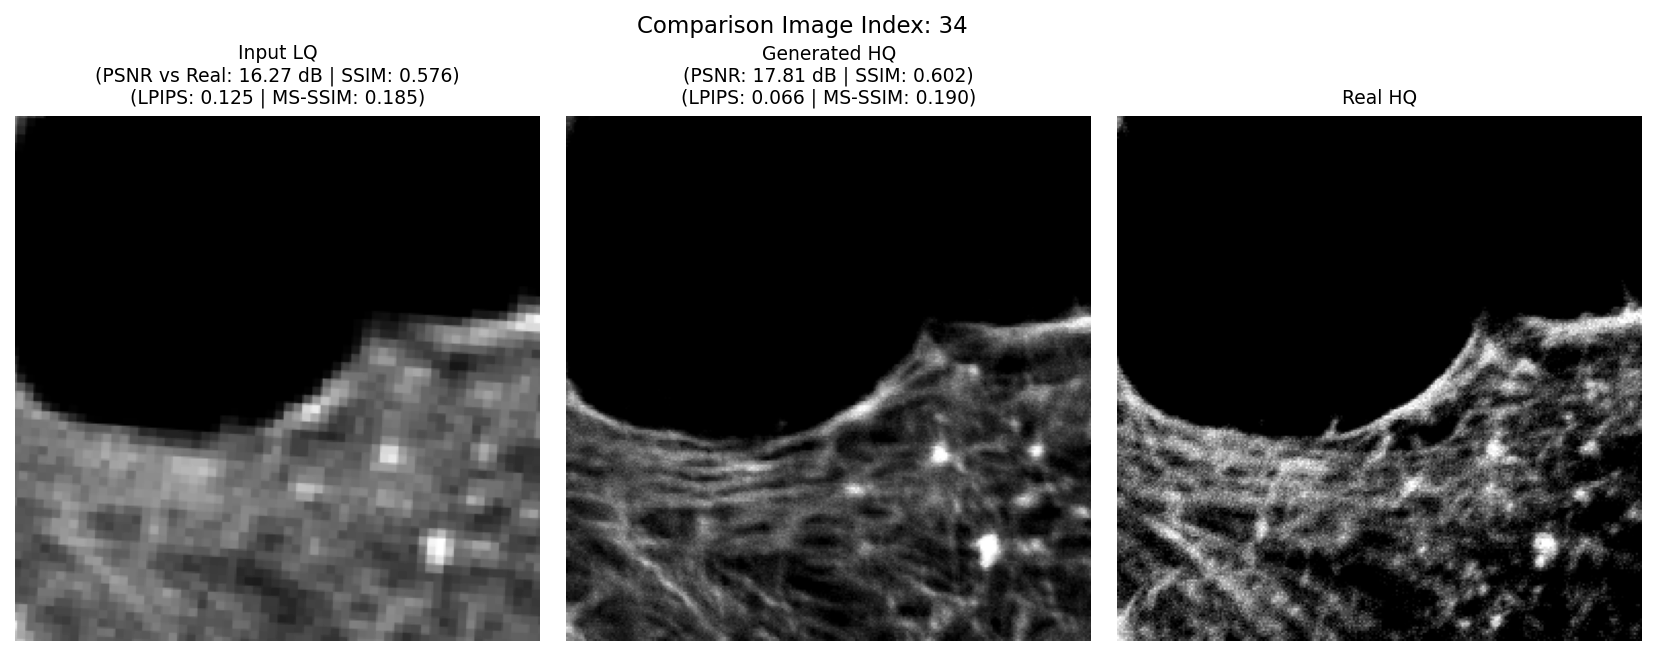 Comparison Image Index: 34
Input LQ
(PSNR vs Real: 16.27 dB | SSIM: 0.576)
(LPIPS: 0.125 | MS-SSIM: 0.185)
Generated HQ
(PSNR: 17.81 dB | SSIM: 0.602)
(LPIPS: 0.066 | MS-SSIM: 0.190)
Real HQ